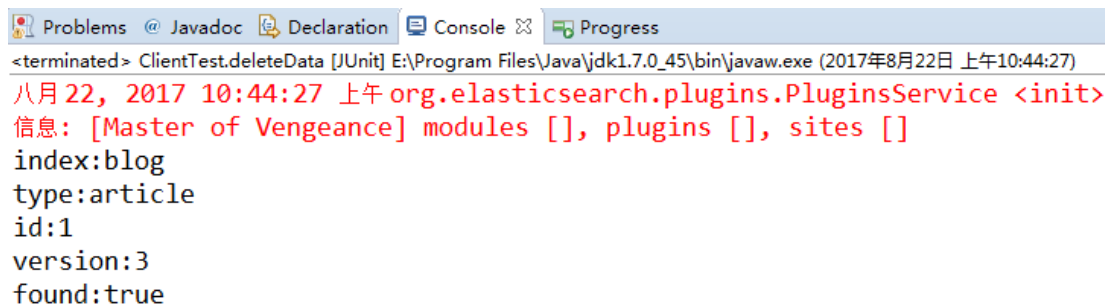 Problems @ Javadoc Declaration Console Progress
<terminated> ClientTest.deleteData [JUnit] E:\Program Files\Java\jdk1.7.0_45\bin\javaw.exe (2017年8月22日 上午10:44:27)
八月 22, 2017 10:44:27 上午 org.elasticsearch.plugins.PluginsService <init>
信息: [Master of Vengeance] modules [], plugins [], sites []
index:blog
type:article
id:1
version:3
found:true